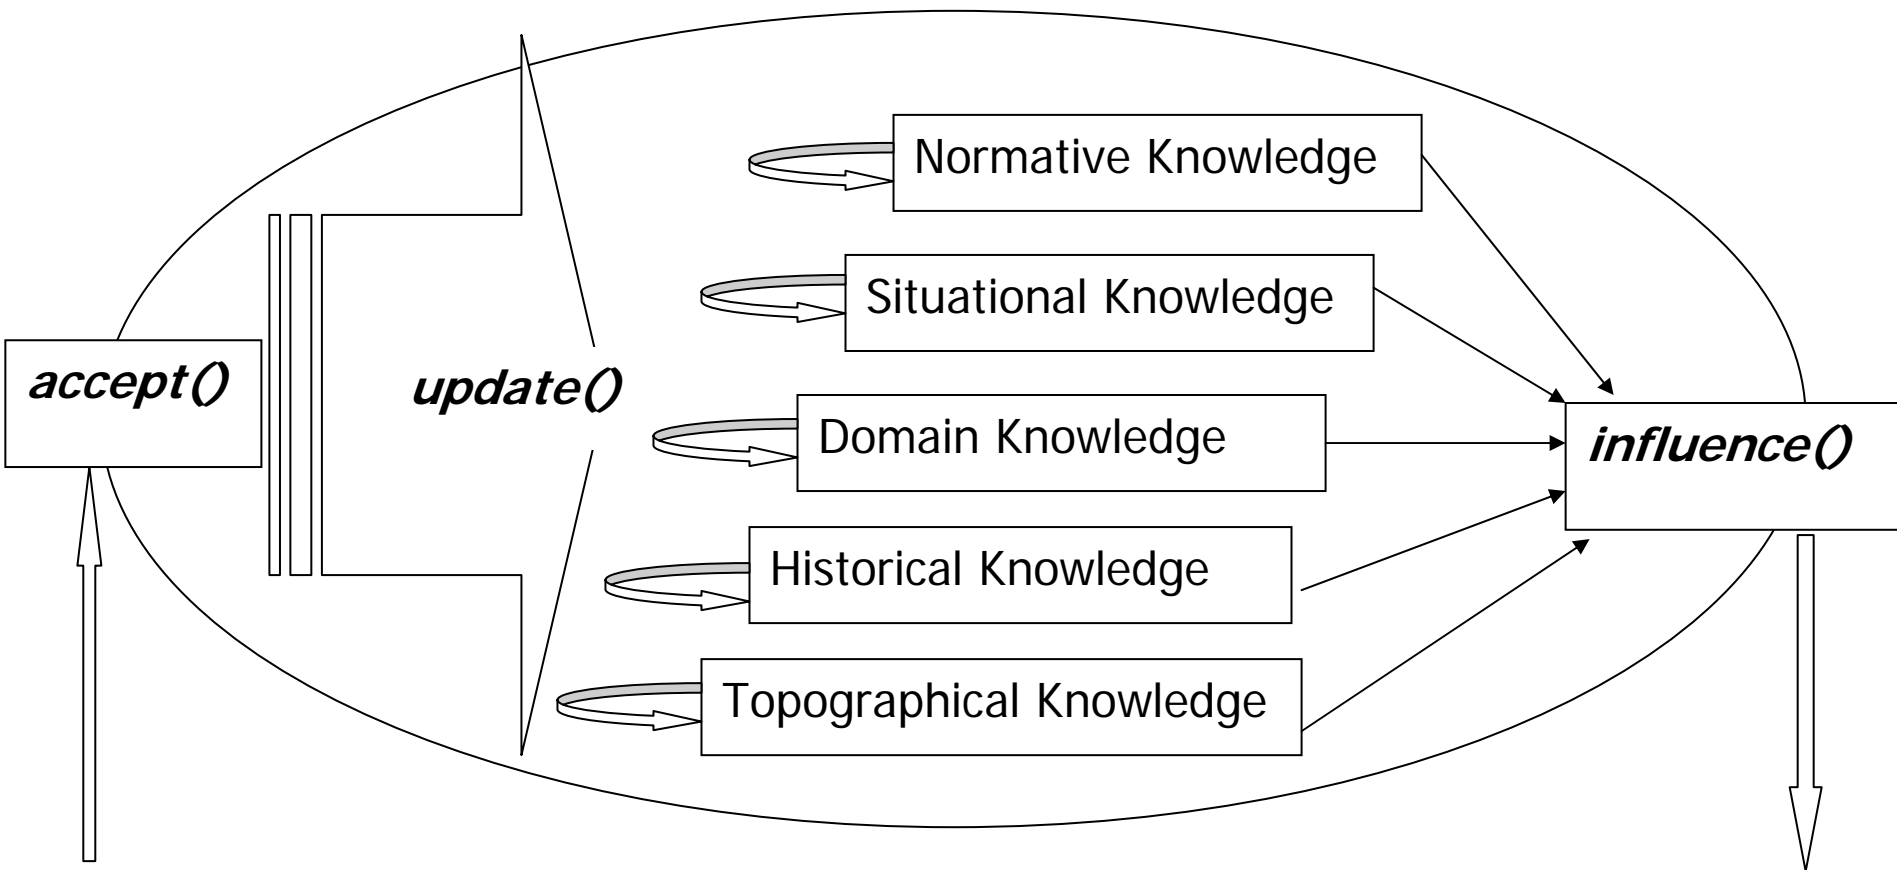 accept()
update()
Normative Knowledge
Situational Knowledge
Domain Knowledge
Historical Knowledge
Topographical Knowledge
influence()